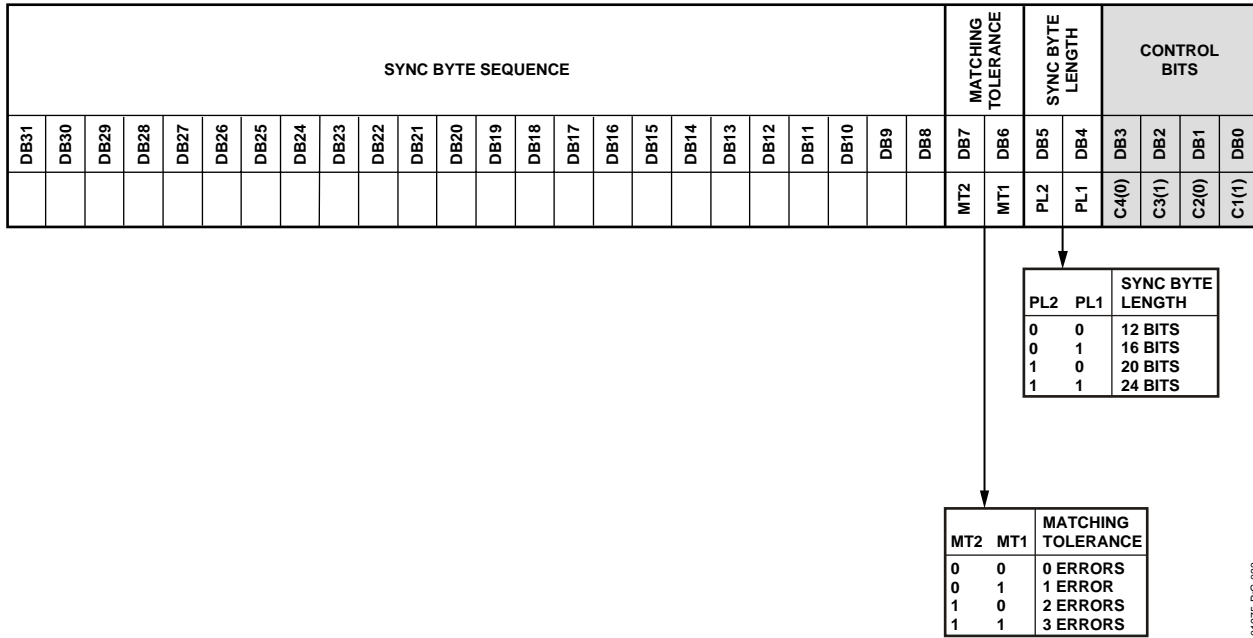 SYNC BYTE SEQUENCE
MATCHING
TOLERANCE
SYNC BYTE
LENGTH
CONTROL
BITS
DB31 DB30 DB29 DB28 DB27 DB26 DB25 DB24 DB23 DB22 DB21 DB20 DB19 DB18 DB17 DB16 DB15 DB14 DB13 DB12 DB11 DB10 DB9 DB8 DB7 DB6 DB5 DB4 DB3 DB2 DB1 DB0
MT2 MT1 PL2 PL1 C4(0) C3(1) C2(0) C1(1)
PL2 PL1 SYNC BYTE
LENGTH
0 0 12 BITS
0 1 16 BITS
1 0 20 BITS
1 1 24 BITS
MT2 MT1 MATCHING
TOLERANCE
0 0 0 ERRORS
0 1 1 ERROR
1 0 2 ERRORS
1 1 3 ERRORS